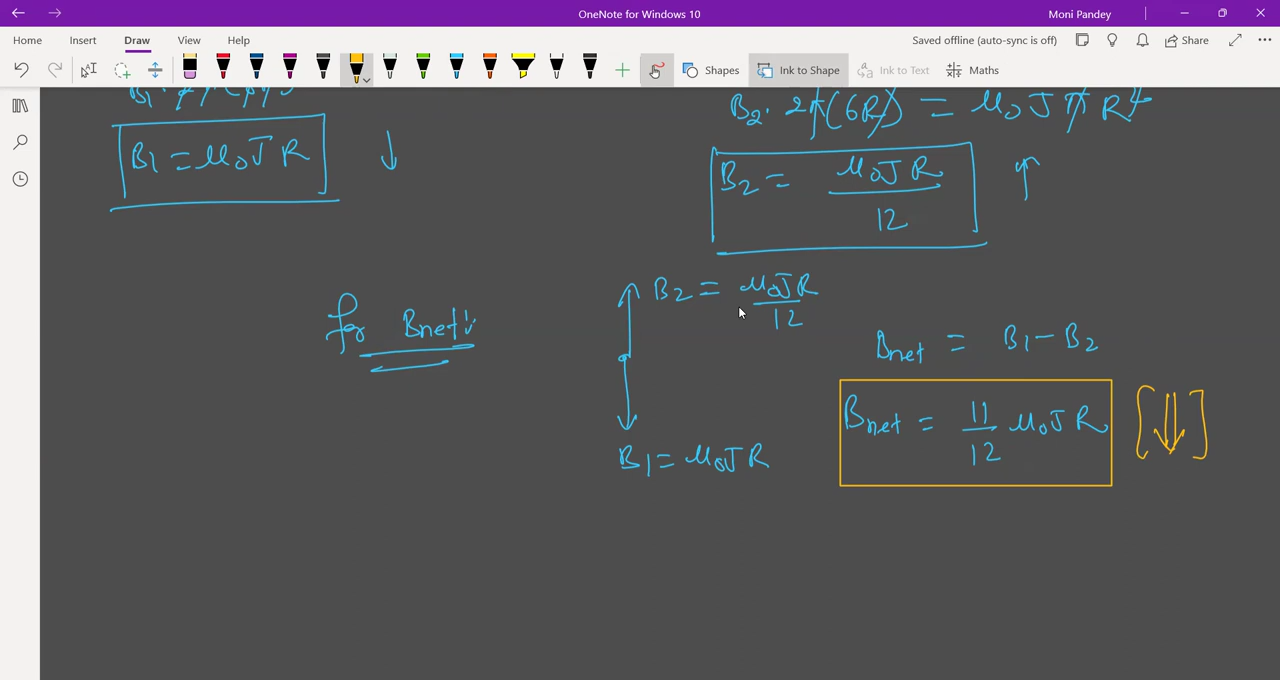 OneNote for Windows 10
Moni Pandey
Home Insert Draw View Help
Saved offline (auto-sync is off)
Share
Shapes
Ink to Shape
Ink to Text
Maths
B₂. 2π(6R) = μ₀ J π R²
B₁ = μ₀ J R ↓
B₂ = μ₀ J R / 12 ↑
for Bnet:
B₂ = μ₀ J R / 12
Bnet = B₁ - B₂
Bnet = 11/12 μ₀ J R [↓]
B₁ = μ₀ J R